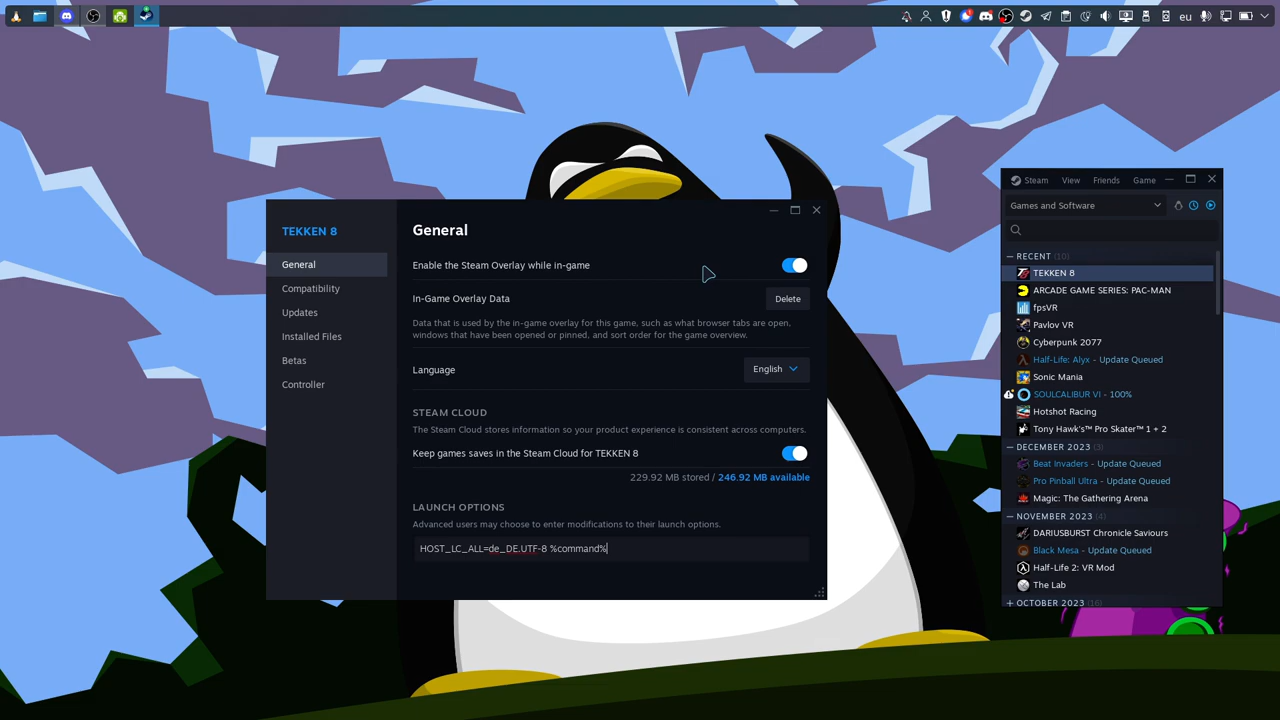 eu
TEKKEN 8
General
Compatibility
Updates
Installed Files
Betas
Controller
General
Enable the Steam Overlay while in-game
In-Game Overlay Data
Delete
Data that is used by the in-game overlay for this game, such as what browser tabs are open,
windows that have been opened or pinned, and sort order for the game overview.
Language
English
STEAM CLOUD
The Steam Cloud stores information so your product experience is consistent across computers.
Keep games saves in the Steam Cloud for TEKKEN 8
229.92 MB stored / 246.92 MB available
LAUNCH OPTIONS
Advanced users may choose to enter modifications to their launch options.
HOST_LC_ALL=de_DE.UTF-8 %command%
Steam View Friends Game
Games and Software
RECENT (10)
TEKKEN 8
ARCADE GAME SERIES: PAC-MAN
fpsVR
Pavlov VR
Cyberpunk 2077
Half-Life: Alyx - Update Queued
Sonic Mania
SOULCALIBUR VI - 100%
Hotshot Racing
Tony Hawk's™ Pro Skater™ 1 + 2
DECEMBER 2023 (3)
Beat Invaders - Update Queued
Pro Pinball Ultra - Update Queued
Magic: The Gathering Arena
NOVEMBER 2023 (4)
DARIUSBURST Chronicle Saviours
Black Mesa - Update Queued
Half-Life 2: VR Mod
The Lab
OCTOBER 2023 (16)